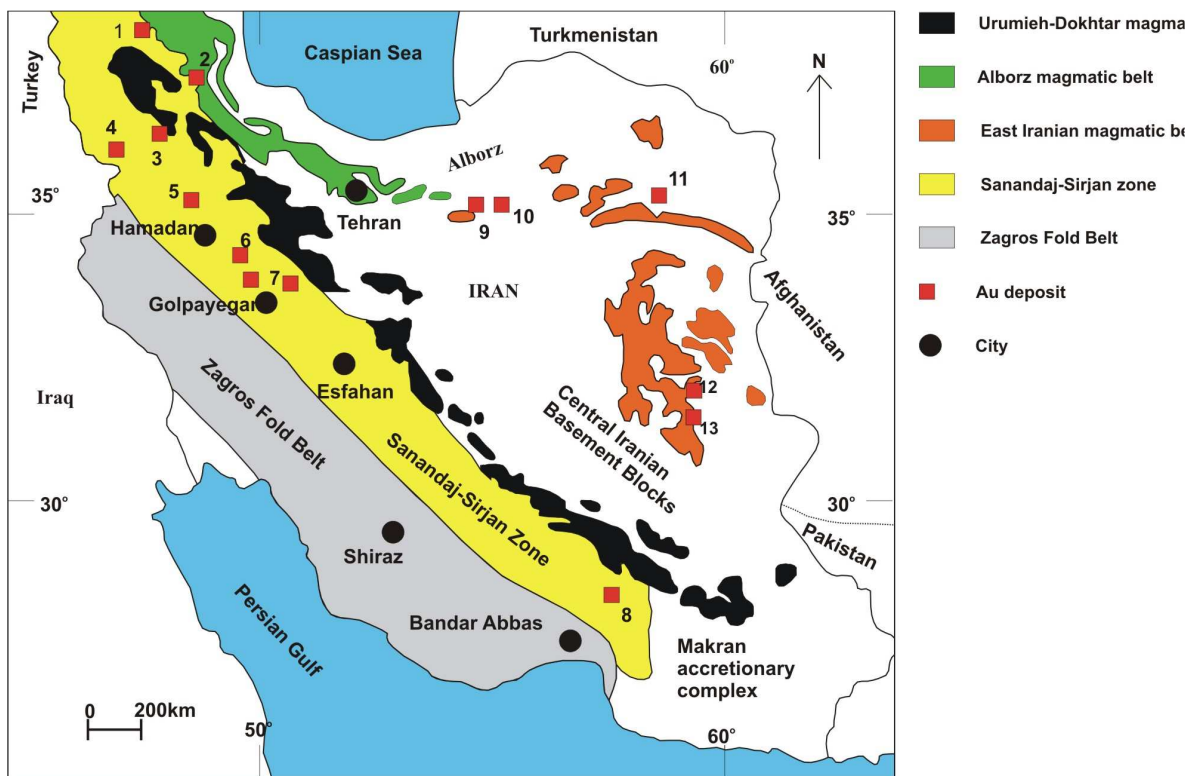 Turkey
Caspian Sea
Turkmenistan
60°
N
1
2
3
4
5
6
7
8
9
10
11
12
13
Alborz
35°
35°
Tehran
Hamadan
IRAN
Golpayegan
Esfahan
Afghanistan
Iraq
Zagros Fold Belt
Sanandaj-Sirjan Zone
Central Iranian
Basement Blocks
30°
30°
Shiraz
Pakistan
Persian Gulf
Bandar Abbas
Makran
accretionary
complex
0 200km
50°
60°
Urumieh-Dokhtar magma
Alborz magmatic belt
East Iranian magmatic be
Sanandaj-Sirjan zone
Zagros Fold Belt
Au deposit
City